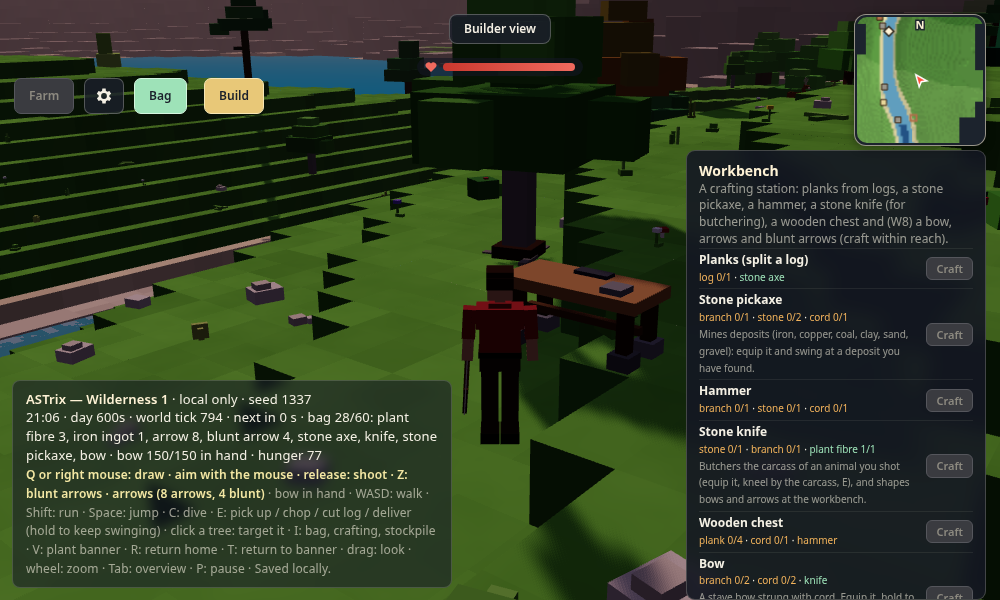 Builder view
N
Farm
Bag
Build
Workbench
A crafting station: planks from logs, a stone
pickaxe, a hammer, a stone knife (for
butchering), a wooden chest and (W8) a bow,
arrows and blunt arrows (craft within reach).
Planks (split a log)
log 0/1 · stone axe
Craft
Stone pickaxe
branch 0/1 · stone 0/2 · cord 0/1
Mines deposits (iron, copper, coal, clay, sand,
gravel): equip it and swing at a deposit you
have found.
Craft
Hammer
branch 0/1 · stone 0/1 · cord 0/1
Craft
Stone knife
stone 0/1 · branch 0/1 · plant fibre 1/1
Butchers the carcass of an animal you shot
(equip it, kneel by the carcass, E), and shapes
bows and arrows at the workbench.
Craft
Wooden chest
plank 0/4 · cord 0/1 · hammer
Craft
Bow
branch 0/2 · cord 0/2 · knife
A stave bow strung with cord. Equip it, hold to
Craft
ASTrix — Wilderness 1 · local only · seed 1337
21:06 · day 600s · world tick 794 · next in 0 s · bag 28/60: plant
fibre 3, iron ingot 1, arrow 8, blunt arrow 4, stone axe, knife, stone
pickaxe, bow · bow 150/150 in hand · hunger 77
Q or right mouse: draw · aim with the mouse · release: shoot · Z:
blunt arrows · arrows (8 arrows, 4 blunt) · bow in hand · WASD: walk ·
Shift: run · Space: jump · C: dive · E: pick up / chop / cut log / deliver
(hold to keep swinging) · click a tree: target it · I: bag, crafting, stockpile
· V: plant banner · R: return home · T: return to banner · drag: look ·
wheel: zoom · Tab: overview · P: pause · Saved locally.